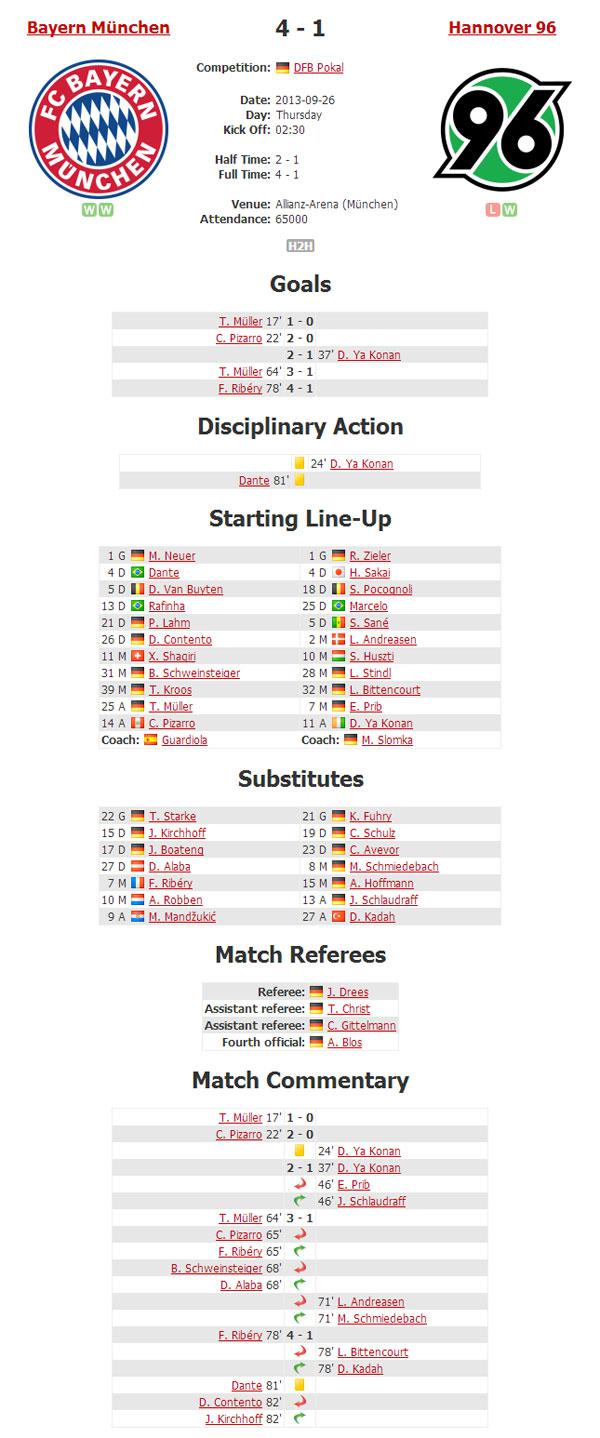 Bayern München 4 - 1 Hannover 96
FC BAYERN
MÜNCHEN
96
Competition: DFB Pokal
Date: 2013-09-26
Day: Thursday
Kick Off: 02:30
Half Time: 2 - 1
Full Time: 4 - 1
Venue: Allianz-Arena (München)
Attendance: 65000
W W
L W
H2H
Goals
T. Müller 17' 1 - 0
C. Pizarro 22' 2 - 0
2 - 1 37' D. Ya Konan
T. Müller 64' 3 - 1
F. Ribéry 78' 4 - 1
Disciplinary Action
24' D. Ya Konan
Dante 81'
Starting Line-Up
1 G M. Neuer 1 G R. Zieler
4 D Dante 4 D H. Sakai
5 D D. Van Buyten 18 D S. Pocognoli
13 D Rafinha 25 D Marcelo
21 D P. Lahm 5 D S. Sané
26 D D. Contento 2 M L. Andreasen
11 M X. Shaqiri 10 M S. Huszti
31 M B. Schweinsteiger 28 M L. Stindl
39 M T. Kroos 32 M L. Bittencourt
25 A T. Müller 7 M E. Prib
14 A C. Pizarro 11 A D. Ya Konan
Coach: Guardiola Coach: M. Slomka
Substitutes
22 G T. Starke 21 G K. Fuhry
15 D J. Kirchhoff 19 D C. Schulz
17 D J. Boateng 23 D C. Avevor
27 D D. Alaba 8 M M. Schmiedebach
7 M F. Ribéry 15 M A. Hoffmann
10 M A. Robben 13 A J. Schlaudraff
9 A M. Mandžukić 27 A D. Kadah
Match Referees
Referee: J. Drees
Assistant referee: T. Christ
Assistant referee: C. Gittelmann
Fourth official: A. Blos
Match Commentary
T. Müller 17' 1 - 0
C. Pizarro 22' 2 - 0
24' D. Ya Konan
2 - 1 37' D. Ya Konan
46' E. Prib
46' J. Schlaudraff
T. Müller 64' 3 - 1
C. Pizarro 65'
F. Ribéry 65'
B. Schweinsteiger 68'
D. Alaba 68'
71' L. Andreasen
71' M. Schmiedebach
F. Ribéry 78' 4 - 1
78' L. Bittencourt
78' D. Kadah
Dante 81'
D. Contento 82'
J. Kirchhoff 82'